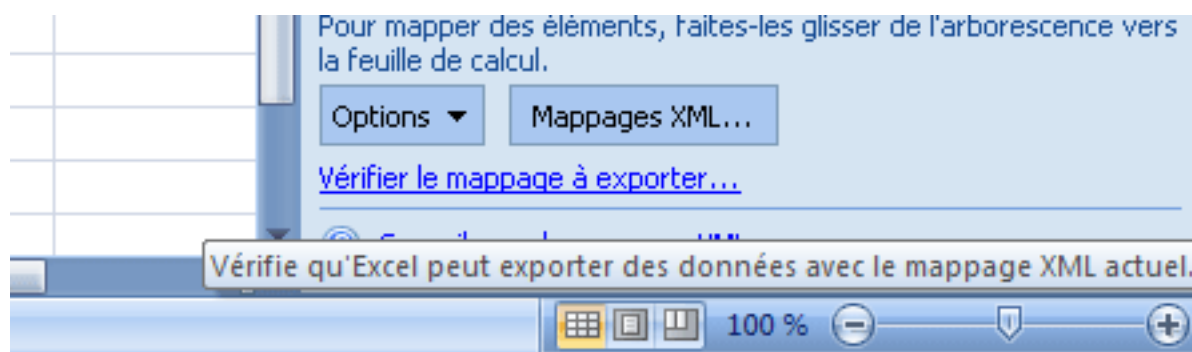 Pour mapper des éléments, faites-les glisser de l'arborescence vers
la feuille de calcul.
Options
Mappages XML...
Vérifier le mappage à exporter...
Vérifie qu'Excel peut exporter des données avec le mappage XML actuel.
100 %